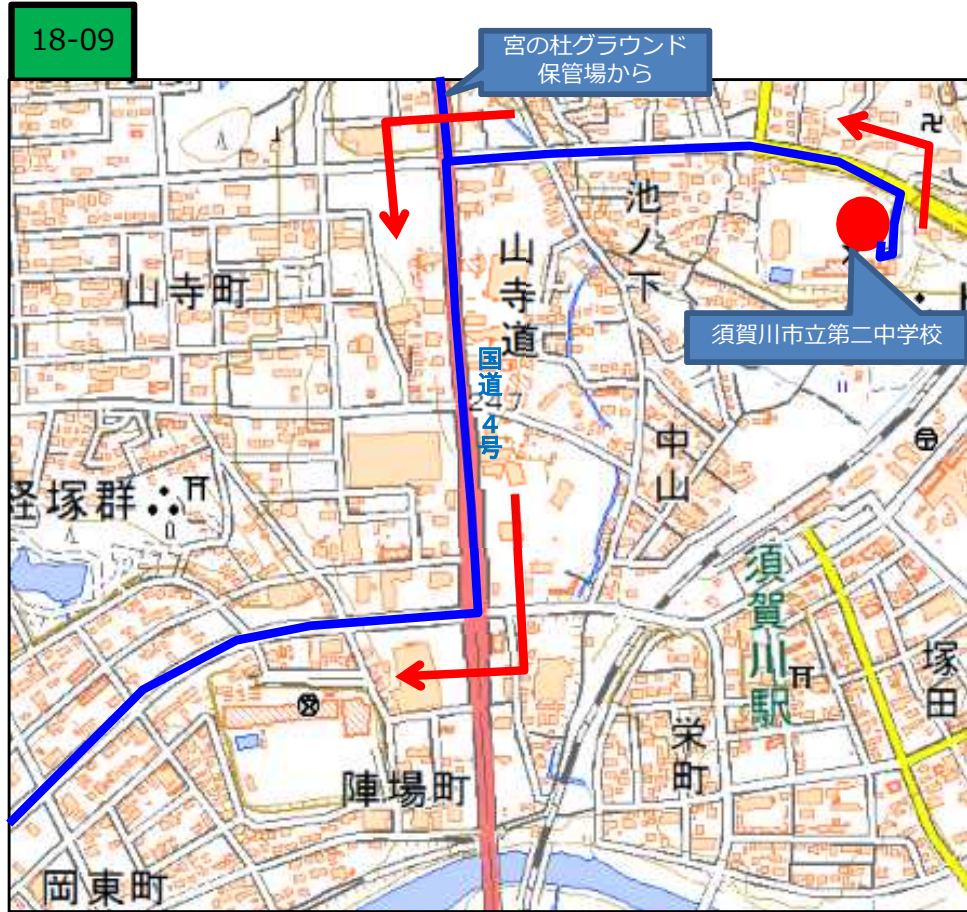 18-09
宮の杜グラウンド
保管場から
池ノ下
山寺道
山寺町
須賀川市立第二中学校
国道4号
中山
経塚群
須賀川駅
塚田
栄町
陣場町
岡東町